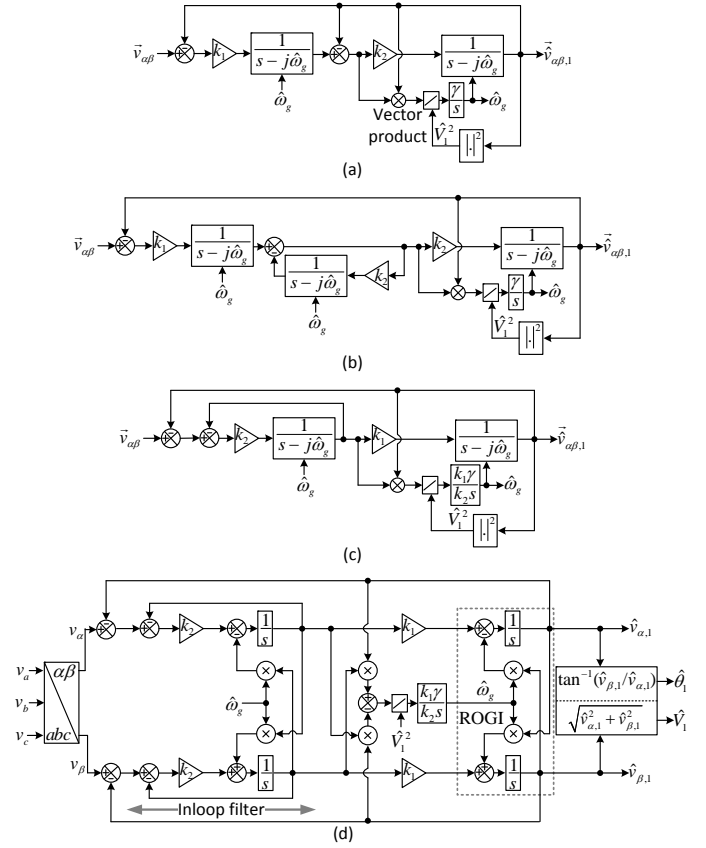 v⃗αβ k₁ 1/(s − jω̂g) k₂ 1/(s − jω̂g) v̂⃗αβ,1
ω̂g γ/s ω̂g
Vector
product
V̂₁² |.|²
(a)
v⃗αβ k₁ 1/(s − jω̂g) k₂ 1/(s − jω̂g) v̂⃗αβ,1
1/(s − jω̂g) k₂
ω̂g γ/s ω̂g
ω̂g V̂₁² |.|²
(b)
v⃗αβ k₂ 1/(s − jω̂g) k₁ 1/(s − jω̂g) v̂⃗αβ,1
ω̂g k₁γ/k₂s ω̂g
V̂₁² |.|²
(c)
vα k₂ 1/s k₁ 1/s v̂α,1
va αβ
vb
vc abc
ω̂g k₁γ/k₂s ω̂g tan⁻¹(v̂β,1/v̂α,1) θ̂₁
V̂₁² ROGI √(v̂²α,1 + v̂²β,1) V̂₁
vβ k₂ 1/s k₁ 1/s v̂β,1
Inloop filter
(d)